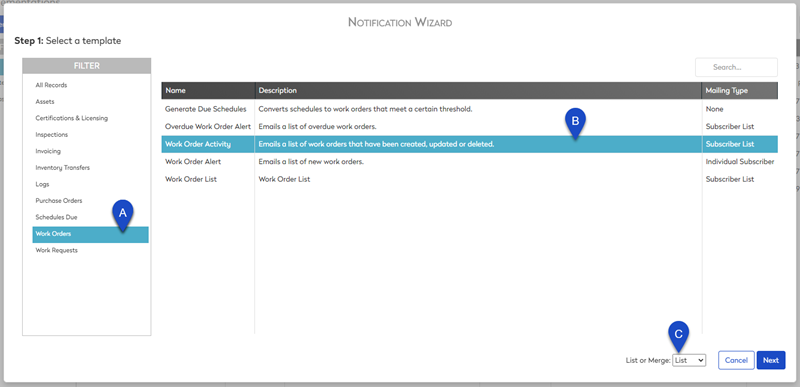 NOTIFICATION WIZARD
Step 1: Select a template
FILTER
All Records
Assets
Certifications & Licensing
Inspections
Invoicing
Inventory Transfers
Logs
Purchase Orders
Schedules Due
Work Orders
Work Requests
A
Search...
Name Description Mailing Type
Generate Due Schedules Converts schedules to work orders that meet a certain threshold. None
Overdue Work Order Alert Emails a list of overdue work orders. Subscriber List
B
Work Order Activity Emails a list of work orders that have been created, updated or deleted. Subscriber List
Work Order Alert Emails a list of new work orders. Individual Subscriber
Work Order List Work Order List Subscriber List
C
List or Merge: List Cancel Next